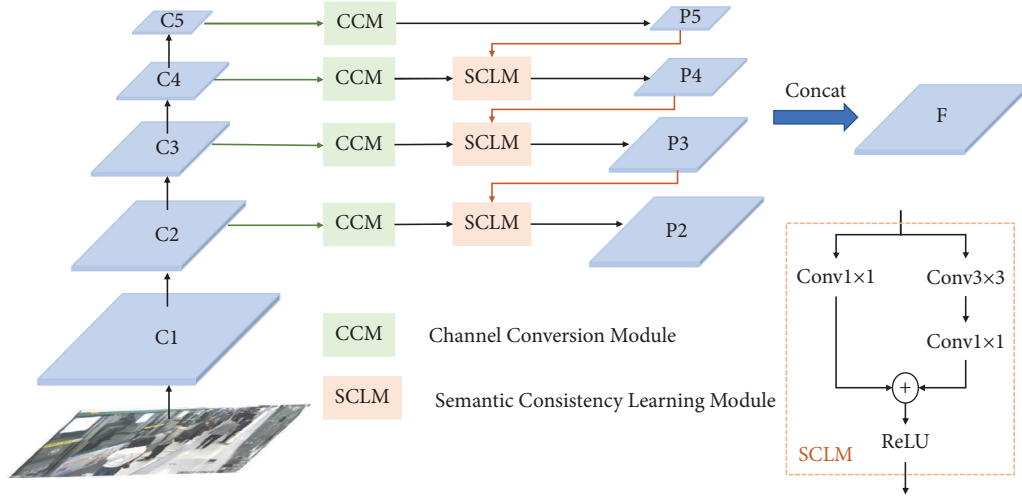 C5
CCM
P5
C4
CCM
SCLM
P4
Concat
C3
CCM
SCLM
P3
F
C2
CCM
SCLM
P2
C1
CCM
Channel Conversion Module
SCLM
Semantic Consistency Learning Module
Conv1×1
Conv3×3
Conv1×1
+
ReLU
SCLM